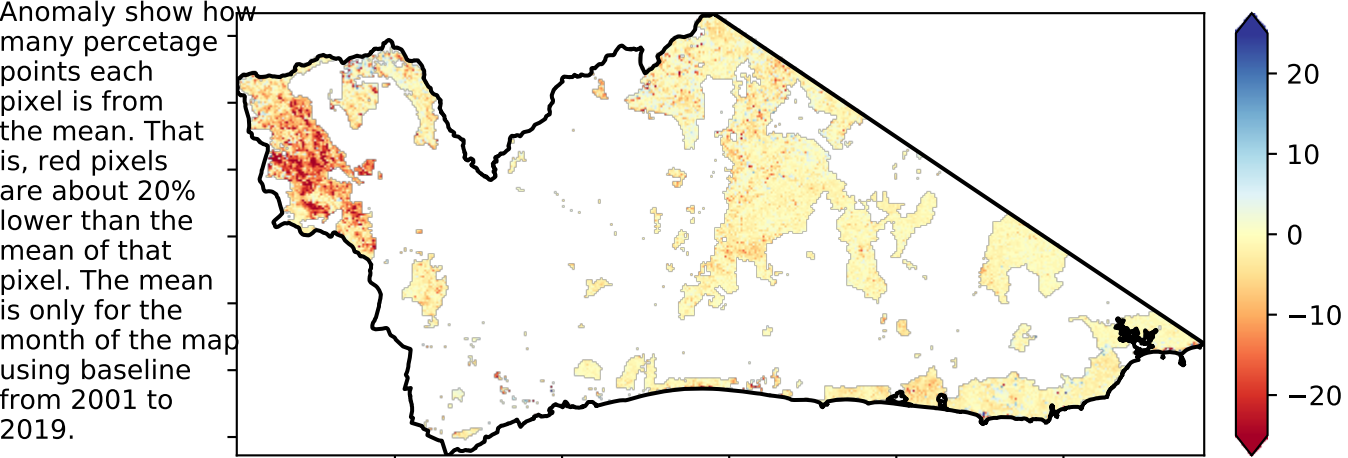 Anomaly show how
many percetage
points each
pixel is from
the mean. That
is, red pixels
are about 20%
lower than the
mean of that
pixel. The mean
is only for the
month of the map
using baseline
from 2001 to
2019.
20
10
0
−10
−20